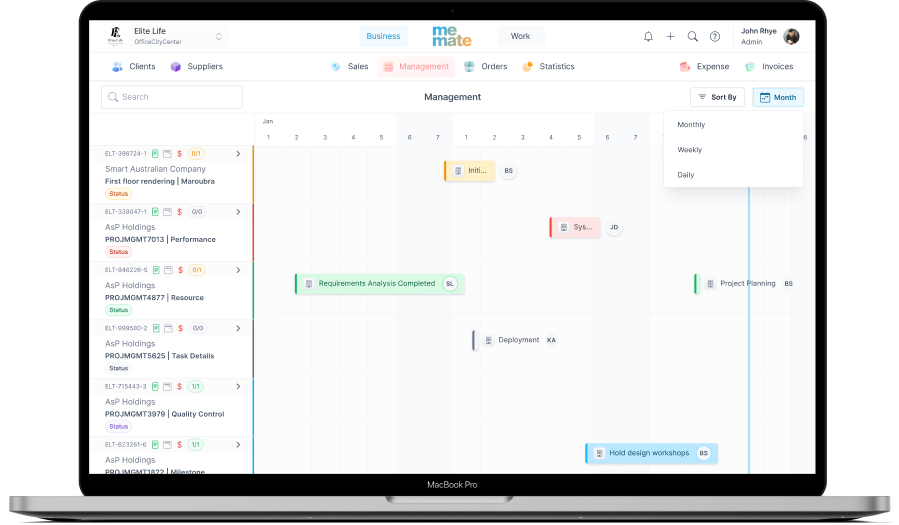 Elite Life
OfficeCityCenter
Business
me
mate
Work
John Rhye
Admin
Clients
Suppliers
Sales
Management
Orders
Statistics
Expense
Invoices
Search
Management
Sort By
Month
Monthly
Weekly
Daily
Jan
1 2 3 4 5 6 7 1 2 3 4 5 6 7 6
ELT-396724-1 $ 0/1
Smart Australian Company
First floor rendering | Maroubra
Status
Initi... BS
ELT-339047-1 $ 0/0
AsP Holdings
PROJMGMT7013 | Performance
Status
Sys... JD
ELT-946226-5 $ 0/1
AsP Holdings
PROJMGMT4877 | Resource
Status
Requirements Analysis Completed SL
Project Planning BS
ELT-999580-2 $ 0/0
AsP Holdings
PROJMGMT5625 | Task Details
Status
Deployment KA
ELT-715443-3 $ 1/1
AsP Holdings
PROJMGMT3979 | Quality Control
Status
ELT-623261-6 $ 1/1
AsP Holdings
PROJMGMT1822 | Milestone
Hold design workshops BS
MacBook Pro